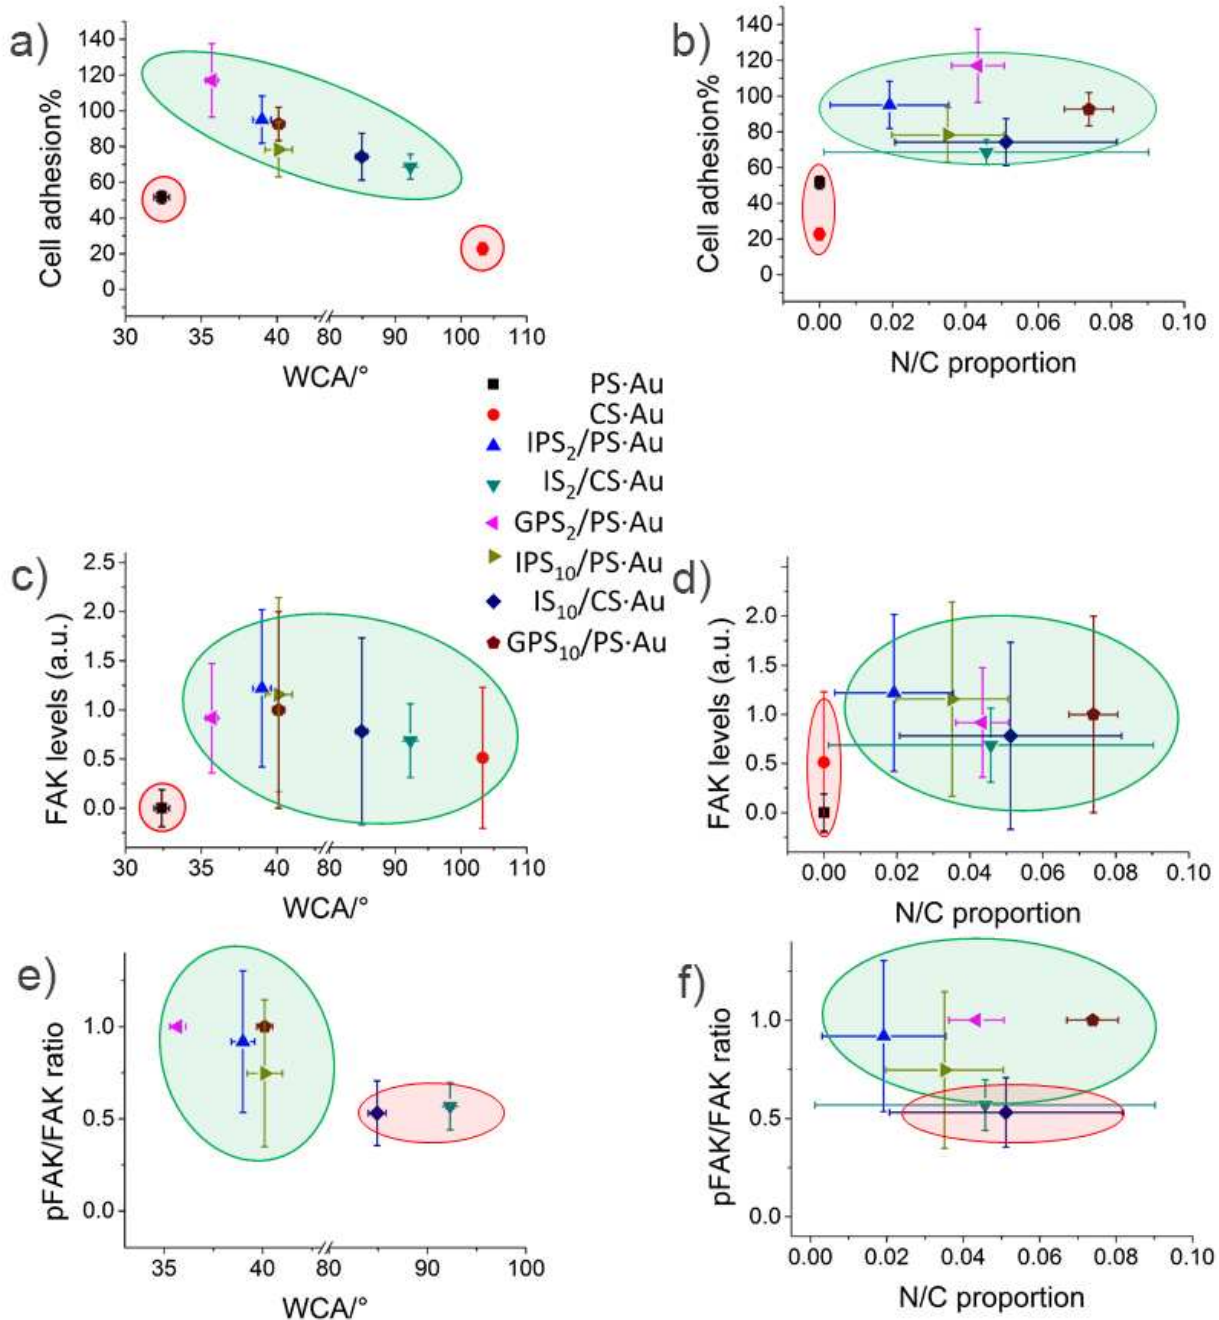 a)
Cell adhesion%
140
120
100
80
60
40
20
0
30 35 40 80 90 100 110
WCA/°
b)
Cell adhesion%
140
120
100
80
60
40
20
0
0.00 0.02 0.04 0.06 0.08 0.10
N/C proportion
PS·Au
CS·Au
IPS₂/PS·Au
IS₂/CS·Au
GPS₂/PS·Au
IPS₁₀/PS·Au
IS₁₀/CS·Au
GPS₁₀/PS·Au
c)
FAK levels (a.u.)
2.5
2.0
1.5
1.0
0.5
0.0
30 35 40 80 90 100 110
WCA/°
d)
FAK levels (a.u.)
2.0
1.5
1.0
0.5
0.0
0.00 0.02 0.04 0.06 0.08 0.10
N/C proportion
e)
pFAK/FAK ratio
1.0
0.5
0.0
35 40 80 90 100
WCA/°
f)
pFAK/FAK ratio
1.0
0.5
0.0
0.00 0.02 0.04 0.06 0.08 0.10
N/C proportion